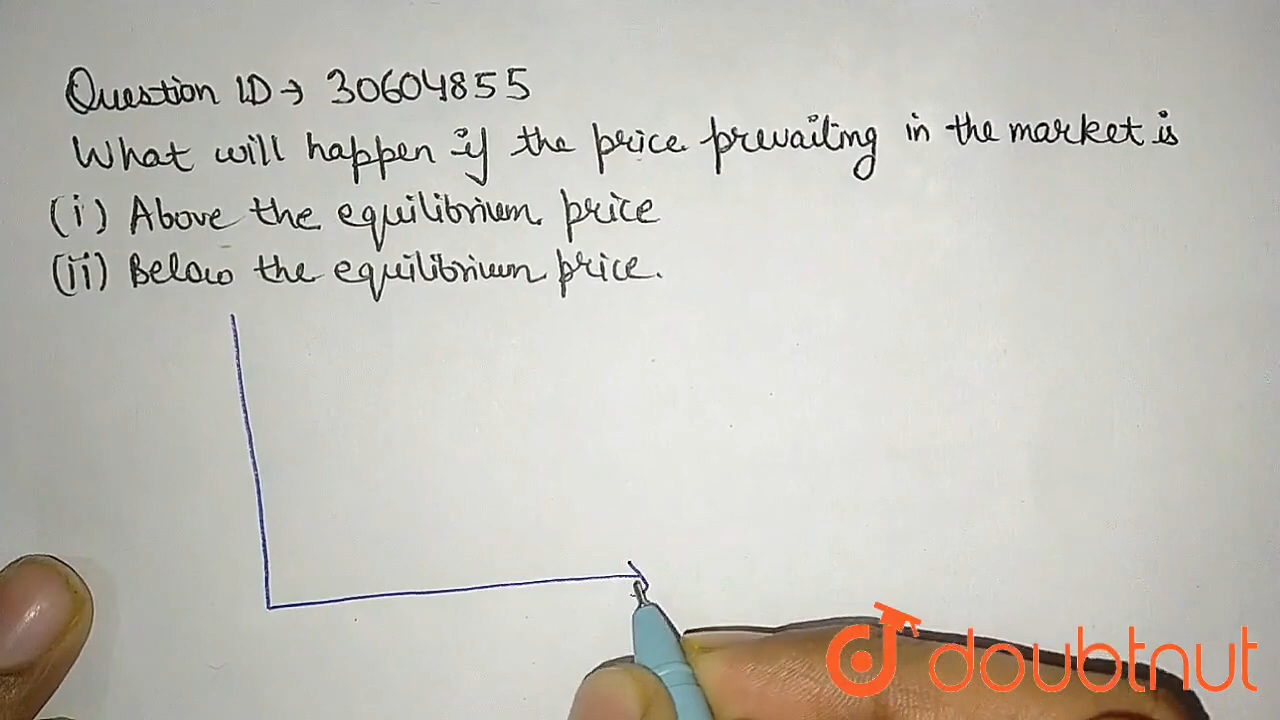 Question ID → 30604855
What will happen if the price prevailing in the market is
(i) Above the equilibrium price
(ii) Below the equilibrium price.
doubtnut